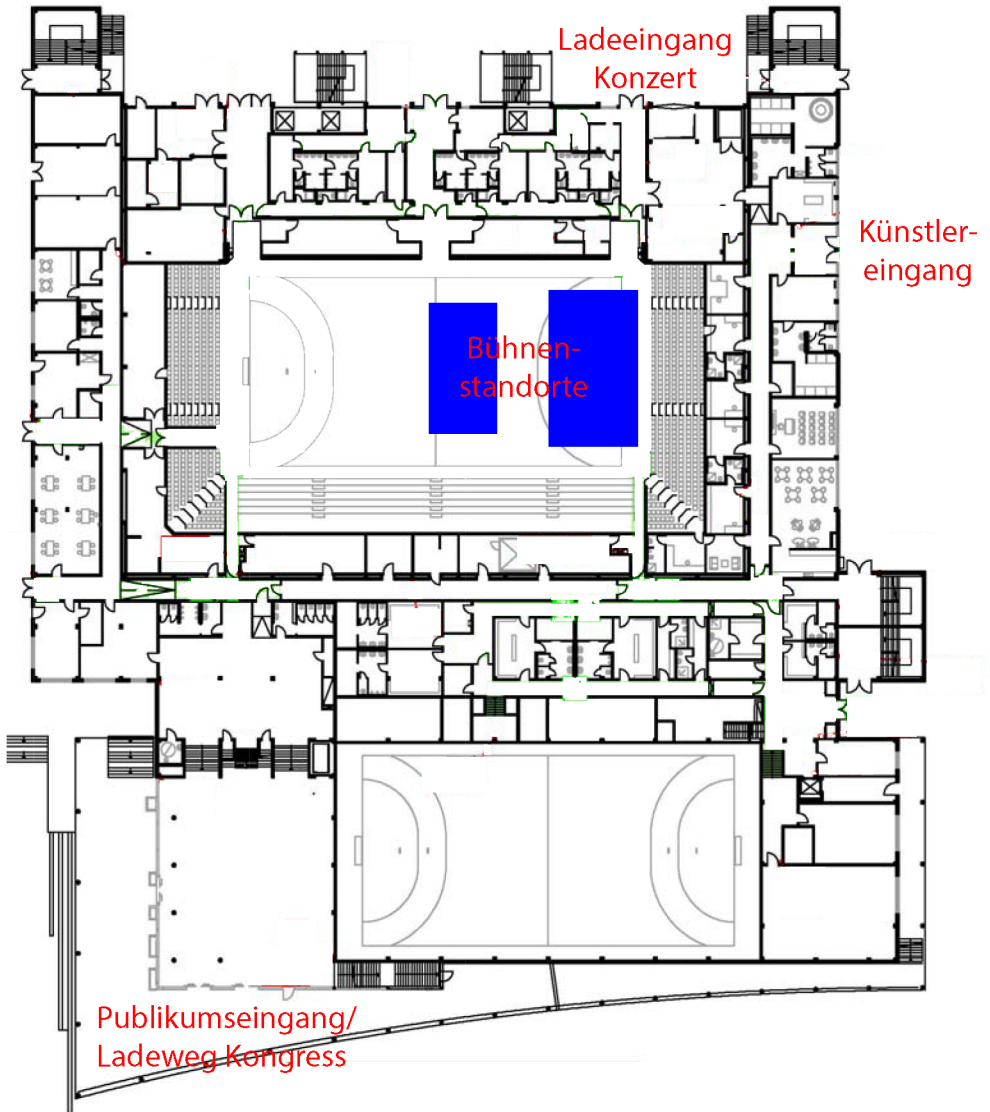 Ladeeingang
Konzert
Künstler-
eingang
Bühnen-
standorte
Publikumseingang/
Ladeweg Kongress